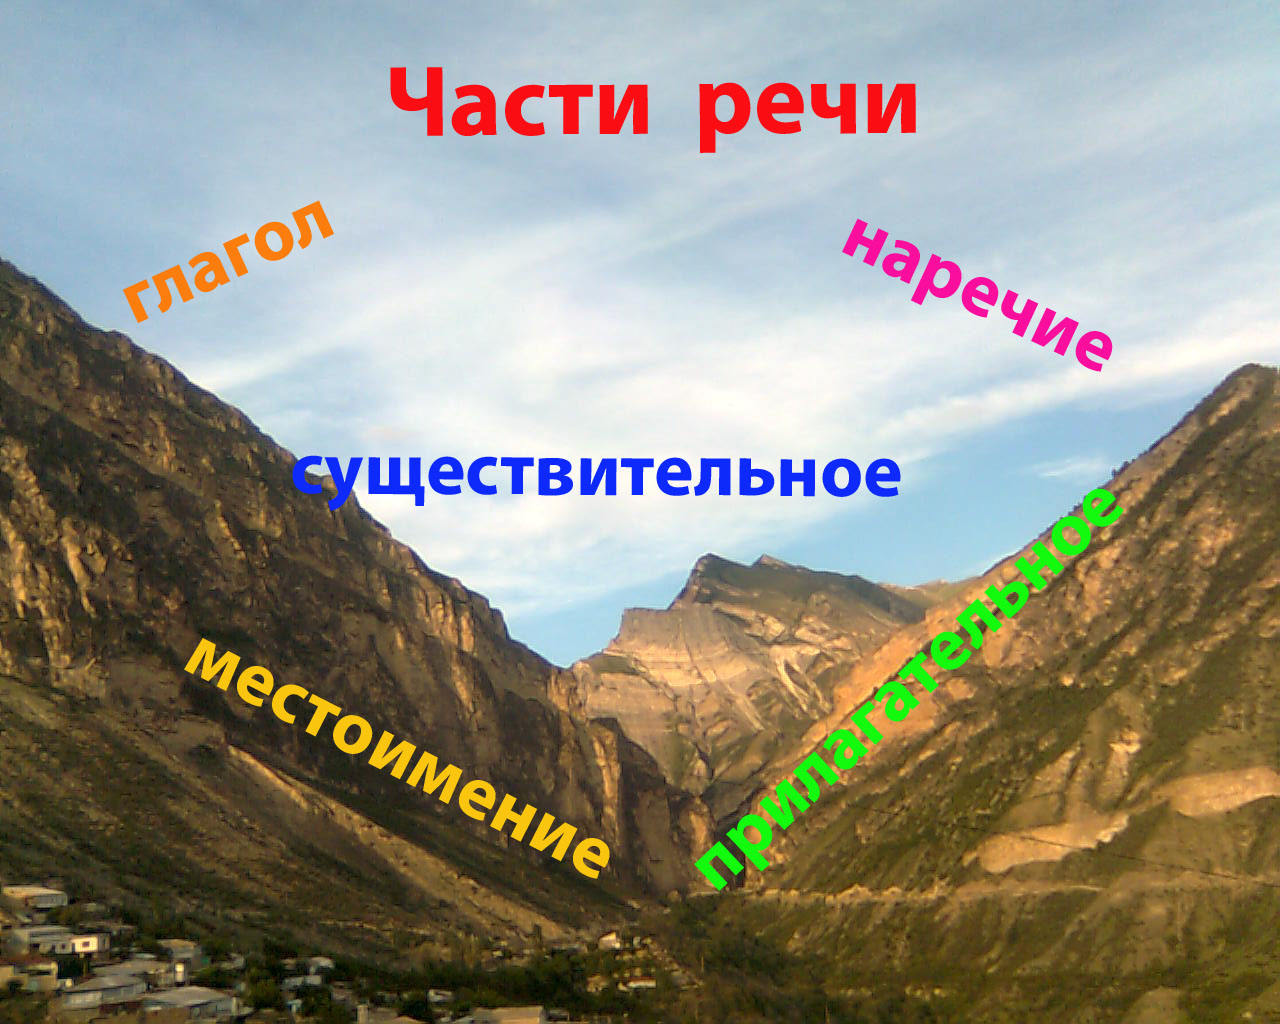 Части речи
глагол
наречие
существительное
прилагательное
местоимение